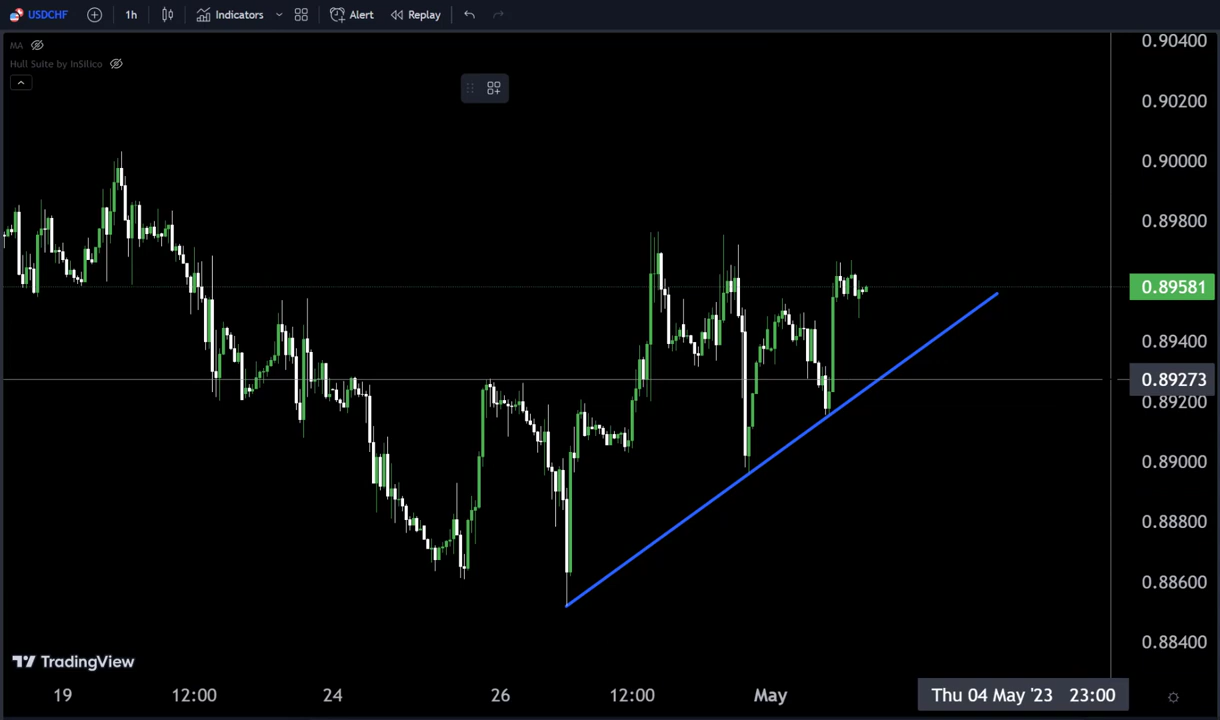 USDCHF 1h Indicators Alert Replay
MA
Hull Suite by InSilico
0.90400
0.90200
0.90000
0.89800
0.89581
0.89400
0.89273
0.89200
0.89000
0.88800
0.88600
0.88400
TradingView
19 12:00 24 26 12:00 May Thu 04 May '23 23:00